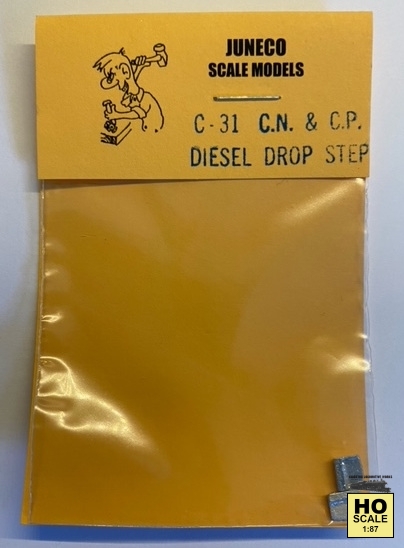 JUNECO
SCALE MODELS
C-31 C.N. & C.P.
DIESEL DROP STEP
HO
SCALE
1:87